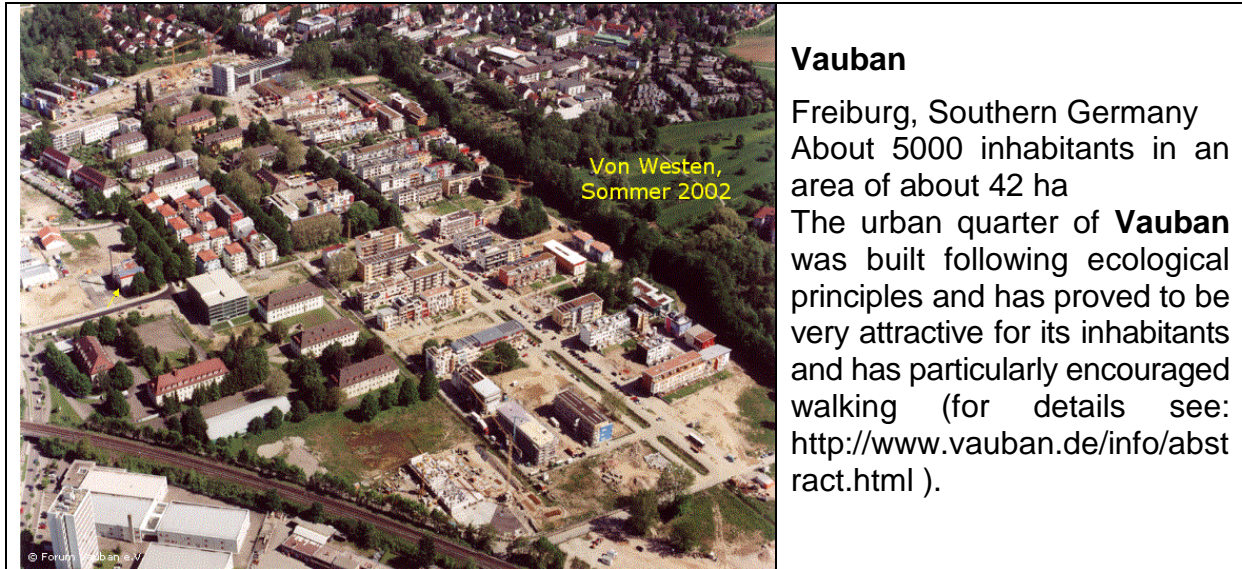 Von Westen,
Sommer 2002
© Forum Vauban e.V.
Vauban
Freiburg, Southern Germany
About 5000 inhabitants in an
area of about 42 ha
The urban quarter of Vauban
was built following ecological
principles and has proved to be
very attractive for its inhabitants
and has particularly encouraged
walking (for details see:
http://www.vauban.de/info/abst
ract.html ).